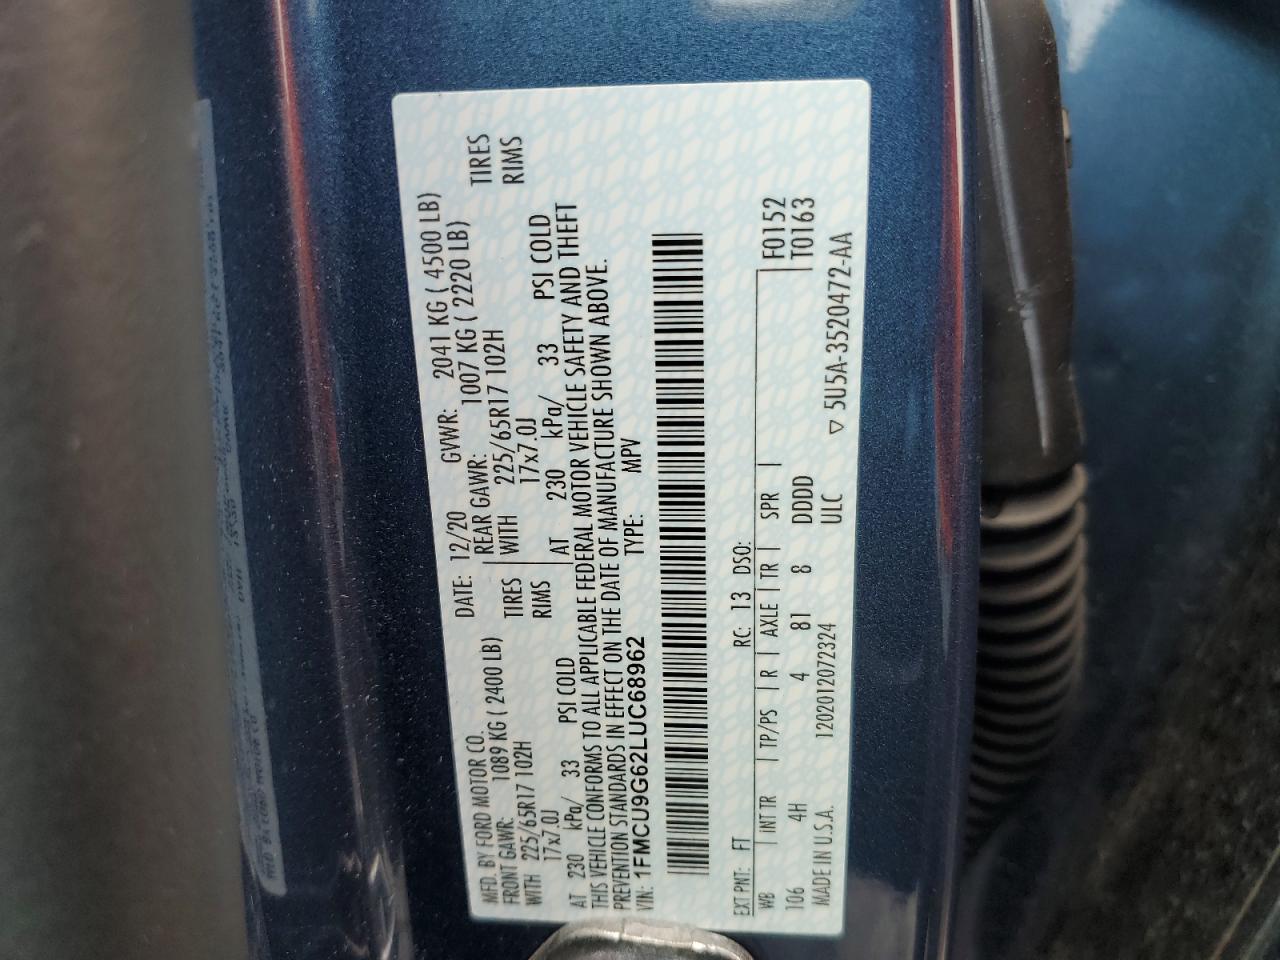 MFD. BY FORD MOTOR CO.
DATE: 12/20 GVWR: 2041 KG ( 4500 LB)
FRONT GAWR: 1089 KG ( 2400 LB)
REAR GAWR: 1007 KG ( 2220 LB)
WITH 225/65R17 102H TIRES
WITH 225/65R17 102H TIRES
17x7.0J RIMS
17x7.0J RIMS
AT 230 kPa/ 33 PSI COLD
AT 230 kPa/ 33 PSI COLD
THIS VEHICLE CONFORMS TO ALL APPLICABLE FEDERAL MOTOR VEHICLE SAFETY AND THEFT
PREVENTION STANDARDS IN EFFECT ON THE DATE OF MANUFACTURE SHOWN ABOVE.
VIN: 1FMCU9G62LUC68962 TYPE: MPV
EXT PNT: FT RC: 13 DSO:
WB INT TR TP/PS R AXLE TR SPR F0152
106 4H 4 81 8 DDDD T0163
MADE IN U.S.A. 1202012072324 ULC
▽ 5U5A-3520472-AA